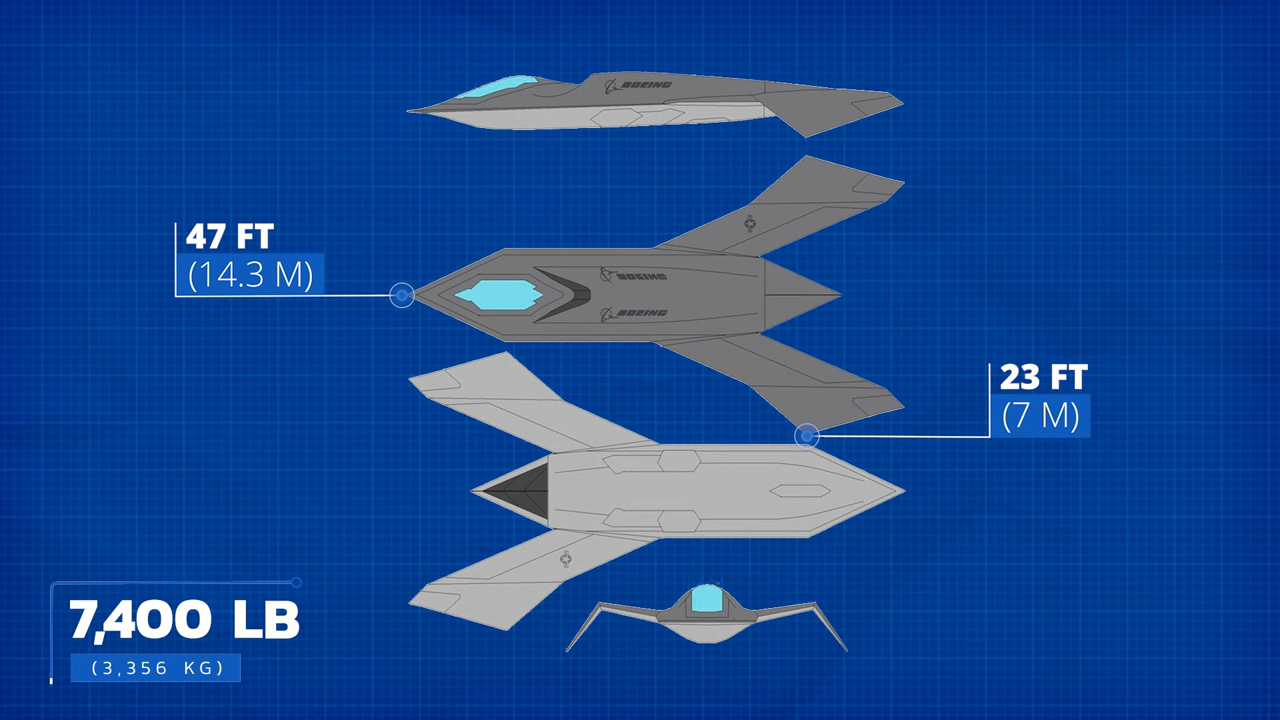 BOEING
47 FT
(14.3 M)
BOEING
BOEING
23 FT
(7 M)
7,400 LB
(3,356 KG)